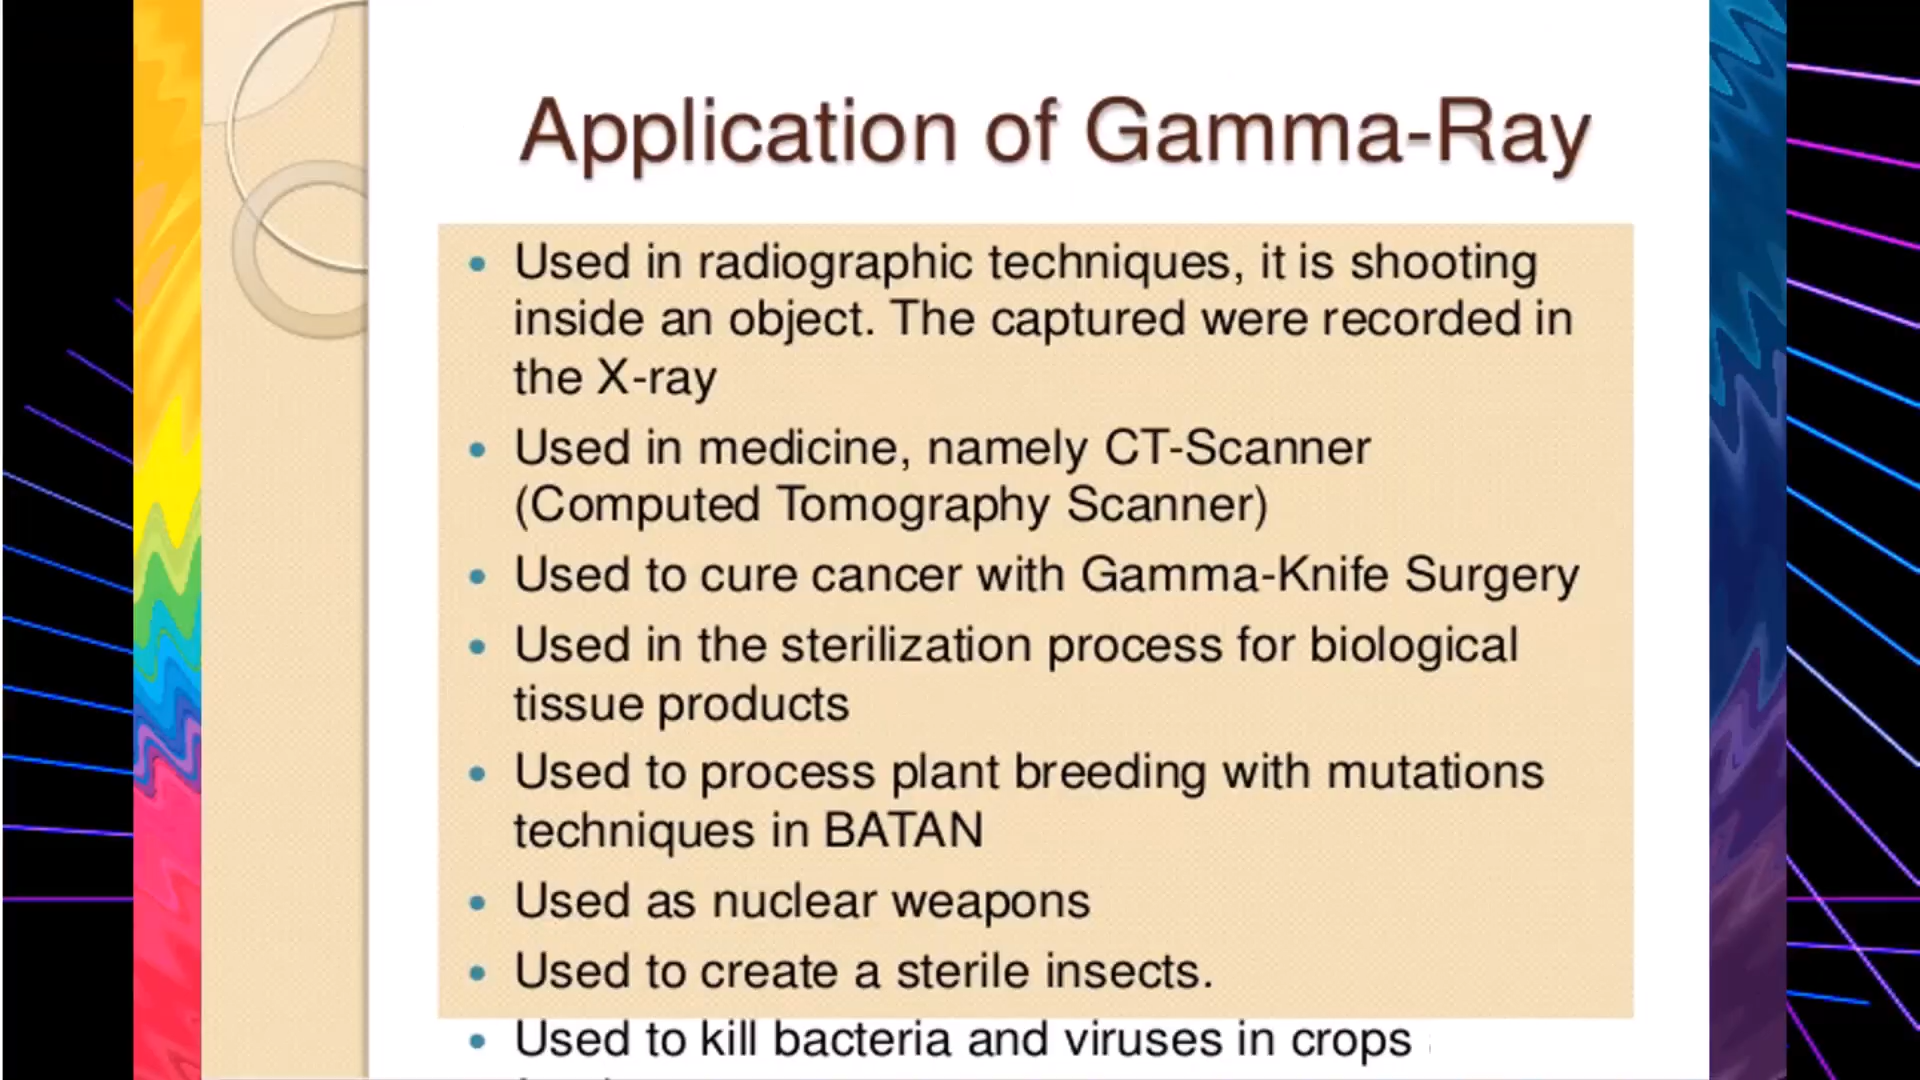 Application of Gamma-Ray
• Used in radiographic techniques, it is shooting
inside an object. The captured were recorded in
the X-ray
• Used in medicine, namely CT-Scanner
(Computed Tomography Scanner)
• Used to cure cancer with Gamma-Knife Surgery
• Used in the sterilization process for biological
tissue products
• Used to process plant breeding with mutations
techniques in BATAN
• Used as nuclear weapons
• Used to create a sterile insects.
• Used to kill bacteria and viruses in crops